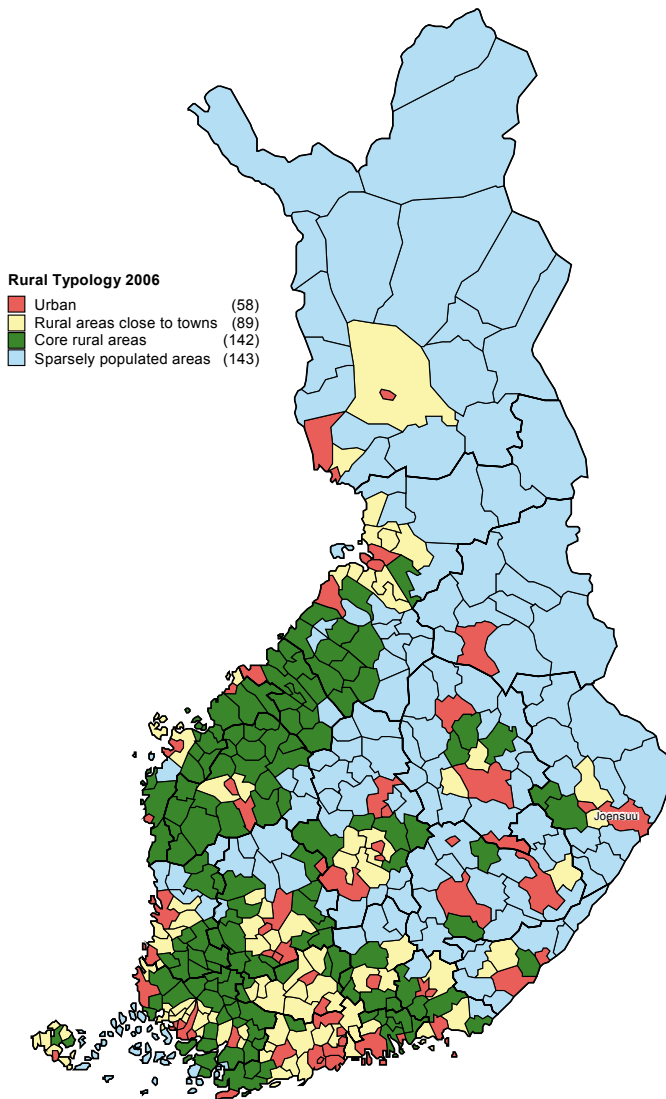 Rural Typology 2006
Urban (58)
Rural areas close to towns (89)
Core rural areas (142)
Sparsely populated areas (143)
Joensuu